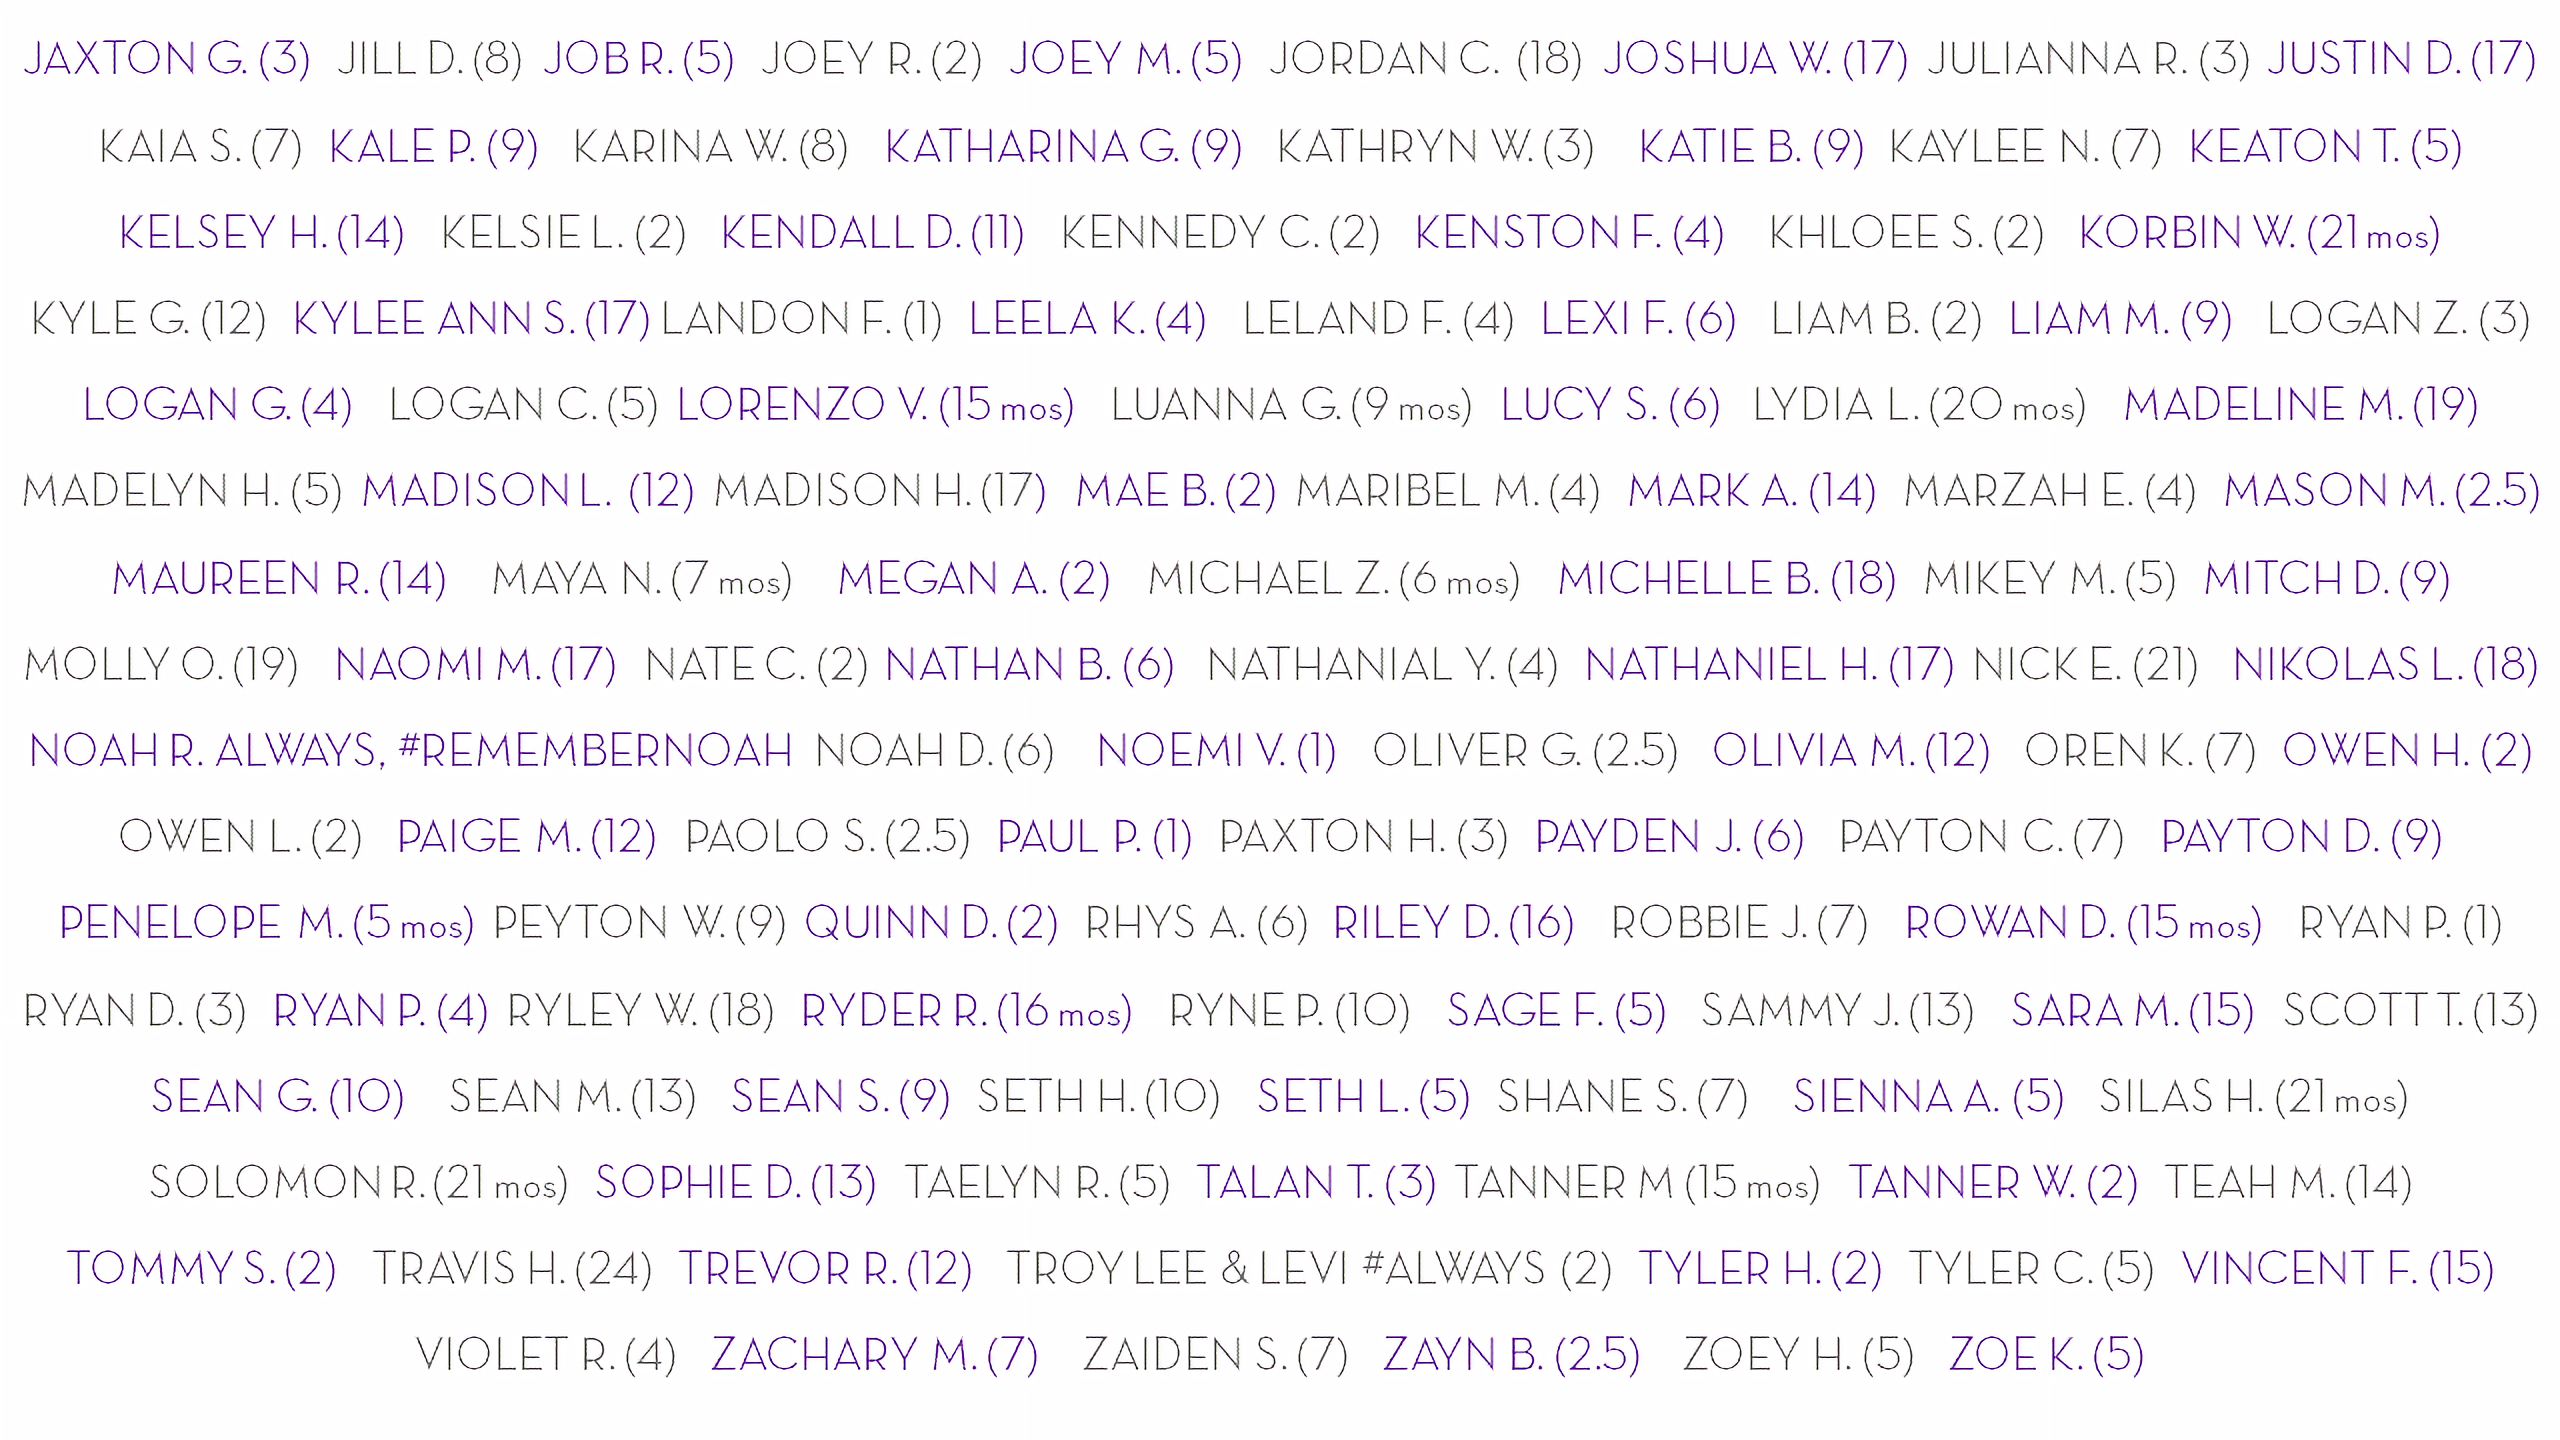 JAXTON G. (3) JILL D. (8) JOB R. (5) JOEY R. (2) JOEY M. (5) JORDAN C. (18) JOSHUA W. (17) JULIANNA R. (3) JUSTIN D. (17)
KAIA S. (7) KALE P. (9) KARINA W. (8) KATHARINA G. (9) KATHRYN W. (3) KATIE B. (9) KAYLEE N. (7) KEATON T. (5)
KELSEY H. (14) KELSIE L. (2) KENDALL D. (11) KENNEDY C. (2) KENSTON F. (4) KHLOEE S. (2) KORBIN W. (21 mos)
KYLE G. (12) KYLEE ANN S. (17) LANDON F. (1) LEELA K. (4) LELAND F. (4) LEXI F. (6) LIAM B. (2) LIAM M. (9) LOGAN Z. (3)
LOGAN G. (4) LOGAN C. (5) LORENZO V. (15 mos) LUANNA G. (9 mos) LUCY S. (6) LYDIA L. (20 mos) MADELINE M. (19)
MADELYN H. (5) MADISON L. (12) MADISON H. (17) MAE B. (2) MARIBEL M. (4) MARK A. (14) MARZAH E. (4) MASON M. (2.5)
MAUREEN R. (14) MAYA N. (7 mos) MEGAN A. (2) MICHAEL Z. (6 mos) MICHELLE B. (18) MIKEY M. (5) MITCH D. (9)
MOLLY O. (19) NAOMI M. (17) NATE C. (2) NATHAN B. (6) NATHANIAL Y. (4) NATHANIEL H. (17) NICK E. (21) NIKOLAS L. (18)
NOAH R. ALWAYS, #REMEMBERNOAH NOAH D. (6) NOEMI V. (1) OLIVER G. (2.5) OLIVIA M. (12) OREN K. (7) OWEN H. (2)
OWEN L. (2) PAIGE M. (12) PAOLO S. (2.5) PAUL P. (1) PAXTON H. (3) PAYDEN J. (6) PAYTON C. (7) PAYTON D. (9)
PENELOPE M. (5 mos) PEYTON W. (9) QUINN D. (2) RHYS A. (6) RILEY D. (16) ROBBIE J. (7) ROWAN D. (15 mos) RYAN P. (1)
RYAN D. (3) RYAN P. (4) RYLEY W. (18) RYDER R. (16 mos) RYNE P. (10) SAGE F. (5) SAMMY J. (13) SARA M. (15) SCOTT T. (13)
SEAN G. (10) SEAN M. (13) SEAN S. (9) SETH H. (10) SETH L. (5) SHANE S. (7) SIENNA A. (5) SILAS H. (21 mos)
SOLOMON R. (21 mos) SOPHIE D. (13) TAELYN R. (5) TALAN T. (3) TANNER M (15 mos) TANNER W. (2) TEAH M. (14)
TOMMY S. (2) TRAVIS H. (24) TREVOR R. (12) TROY LEE & LEVI #ALWAYS (2) TYLER H. (2) TYLER C. (5) VINCENT F. (15)
VIOLET R. (4) ZACHARY M. (7) ZAIDEN S. (7) ZAYN B. (2.5) ZOEY H. (5) ZOE K. (5)